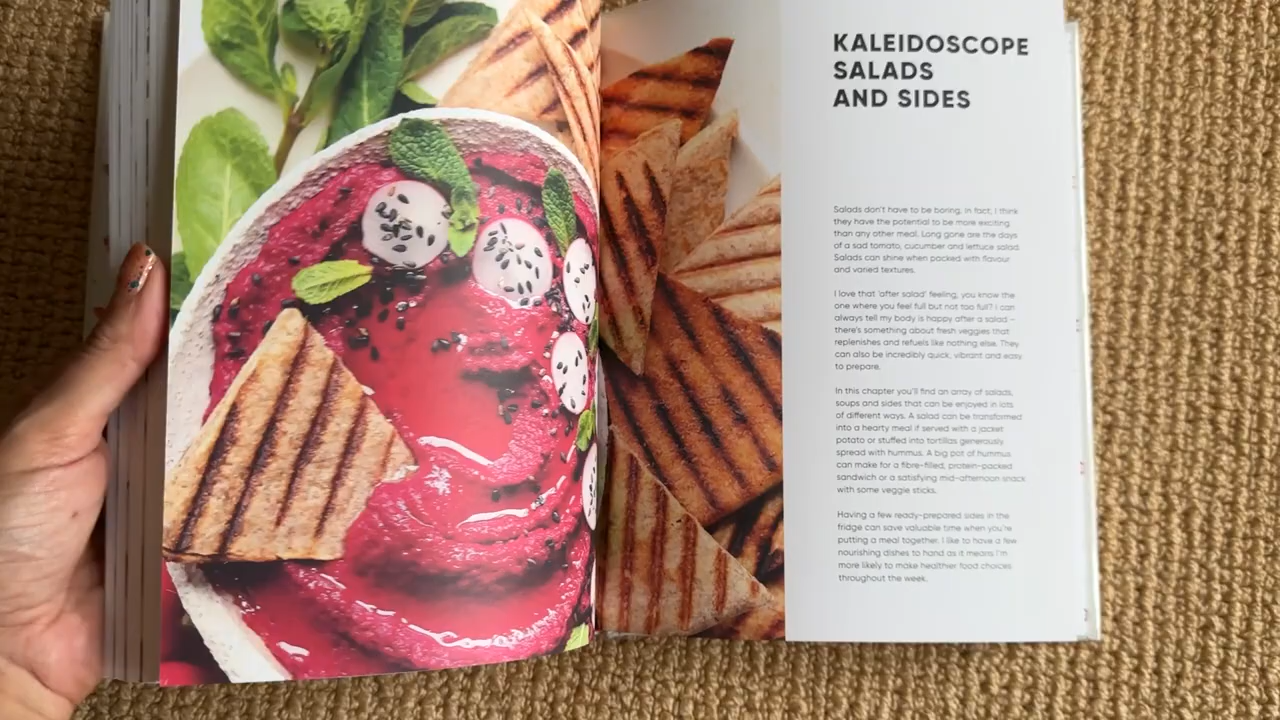 KALEIDOSCOPE
SALADS
AND SIDES
Salads don't have to be boring. In fact, I think
they have the potential to be more exciting
than any other meal. Long gone are the days
of a sad tomato, cucumber and lettuce salad.
Salads can shine when packed with flavour
and varied textures.
I love that 'after salad' feeling, you know the
one where you feel full but not too full? I can
always tell my body is happy after a salad –
there's something about fresh veggies that
replenishes and refuels like nothing else. They
can also be incredibly quick, vibrant and easy
to prepare.
In this chapter you'll find an array of salads,
soups and sides that can be enjoyed in lots
of different ways. A salad can be transformed
into a hearty meal if served with a jacket
potato or stuffed into tortillas generously
spread with hummus. A big pot of hummus
can make for a fibre-filled, protein-packed
sandwich or a satisfying mid-afternoon snack
with some veggie sticks.
Having a few ready-prepared sides in the
fridge can save valuable time when you're
putting a meal together. I like to have a few
nourishing dishes to hand as it means I'm
more likely to make healthier food choices
throughout the week.